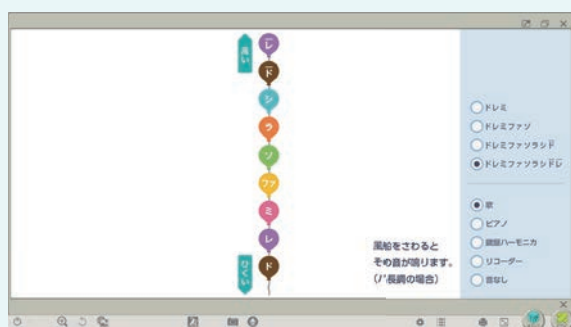 高い
レ
ド
シ
ラ
ソ
ファ
ミ
レ
ド
ひくい
風船をさわると
その音が鳴ります。
（ハ長調の場合）
ドレミ
ドレミファソ
ドレミファソラシド
ドレミファソラシドレ
歌
ピアノ
鍵盤ハーモニカ
リコーダー
音なし